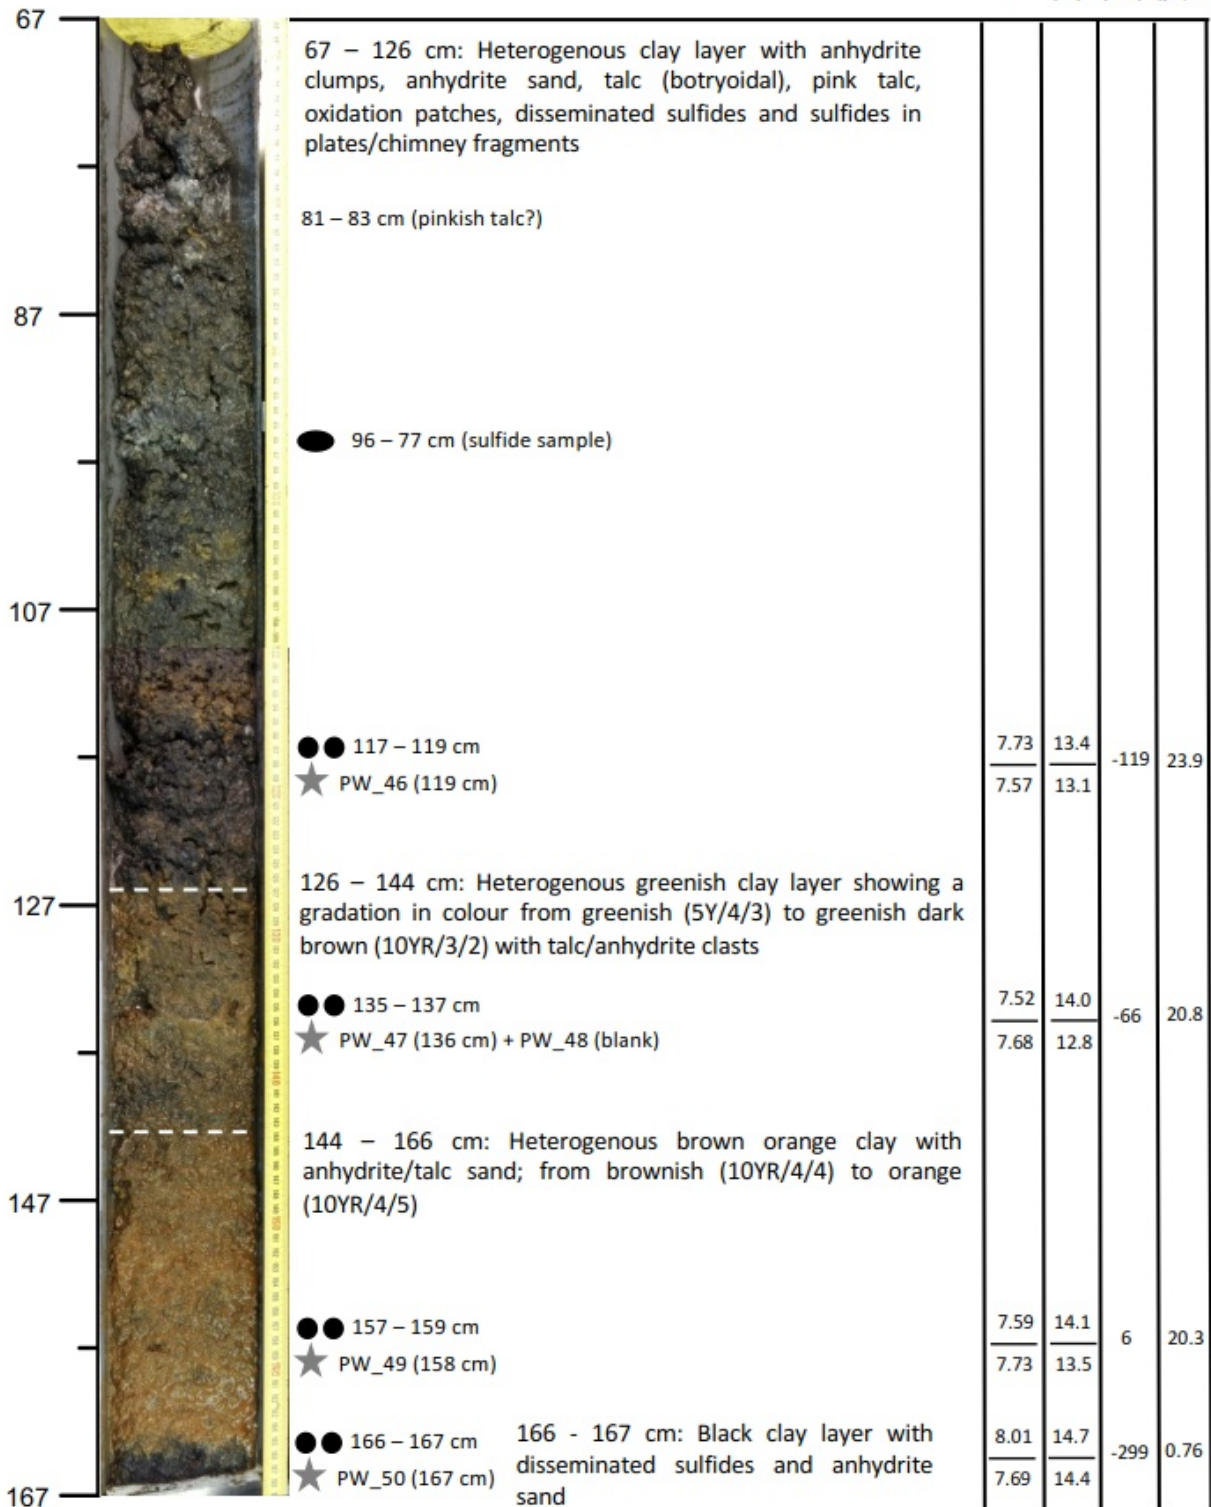 67
67 – 126 cm: Heterogenous clay layer with anhydrite
clumps, anhydrite sand, talc (botryoidal), pink talc,
oxidation patches, disseminated sulfides and sulfides in
plates/chimney fragments
81 – 83 cm (pinkish talc?)
87
96 – 77 cm (sulfide sample)
107
117 – 119 cm
PW_46 (119 cm)
7.73 13.4 -119 23.9
7.57 13.1
126 – 144 cm: Heterogenous greenish clay layer showing a
127
gradation in colour from greenish (5Y/4/3) to greenish dark
brown (10YR/3/2) with talc/anhydrite clasts
135 – 137 cm
PW_47 (136 cm) + PW_48 (blank)
7.52 14.0 -66 20.8
7.68 12.8
144 – 166 cm: Heterogenous brown orange clay with
anhydrite/talc sand; from brownish (10YR/4/4) to orange
147
(10YR/4/5)
157 – 159 cm
PW_49 (158 cm)
7.59 14.1 6 20.3
7.73 13.5
166 – 167 cm
PW_50 (167 cm)
166 - 167 cm: Black clay layer with
disseminated sulfides and anhydrite
sand
8.01 14.7 -299 0.76
7.69 14.4
167